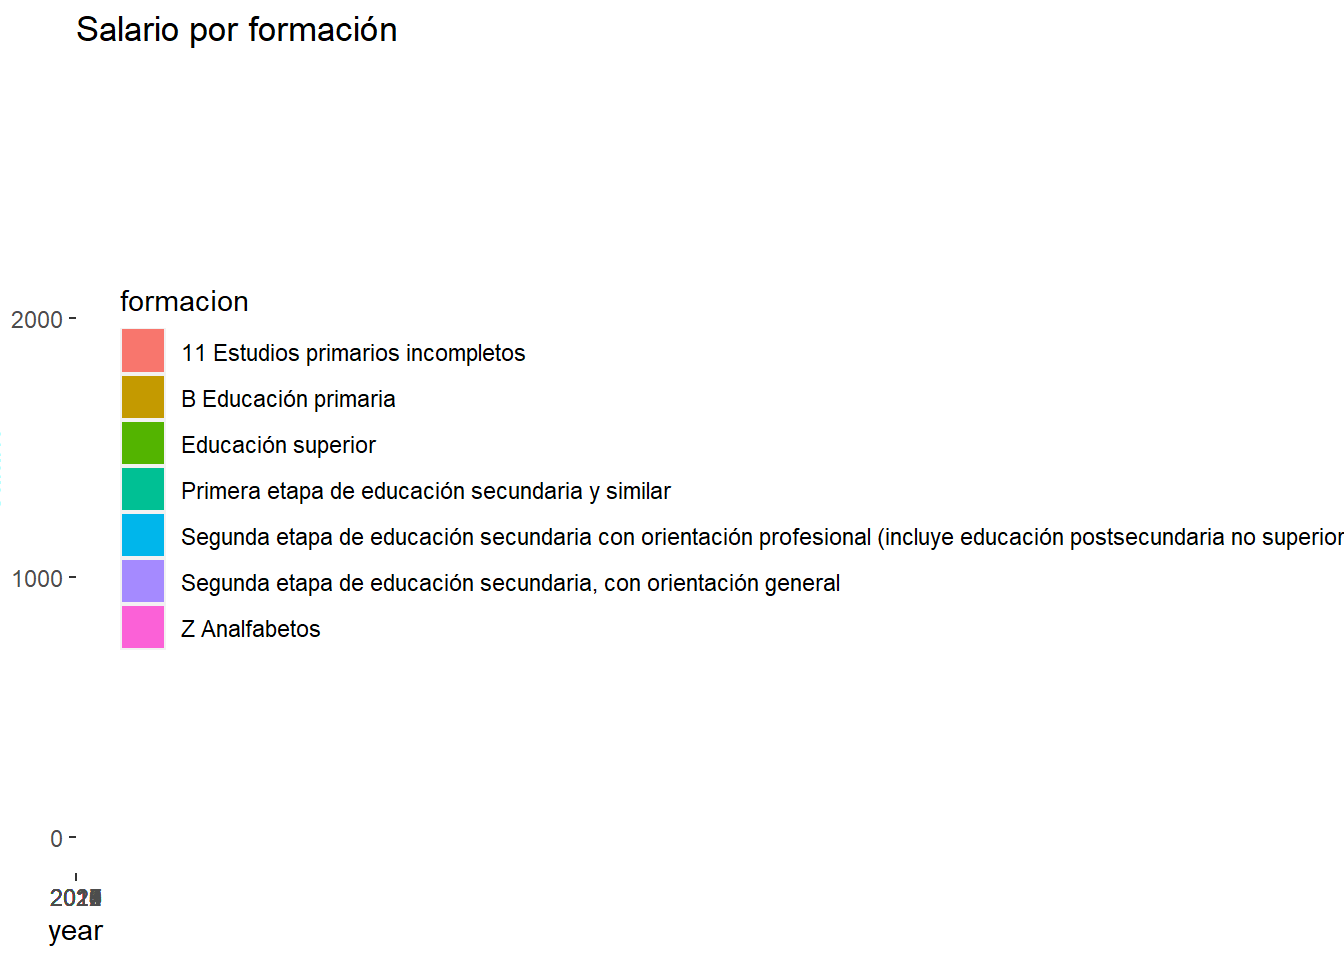 Salario por formación
formacion
2000
11 Estudios primarios incompletos
B Educación primaria
Educación superior
Primera etapa de educación secundaria y similar
Segunda etapa de educación secundaria con orientación profesional (incluye educación postsecundaria no superior
1000
Segunda etapa de educación secundaria, con orientación general
Z Analfabetos
0
year